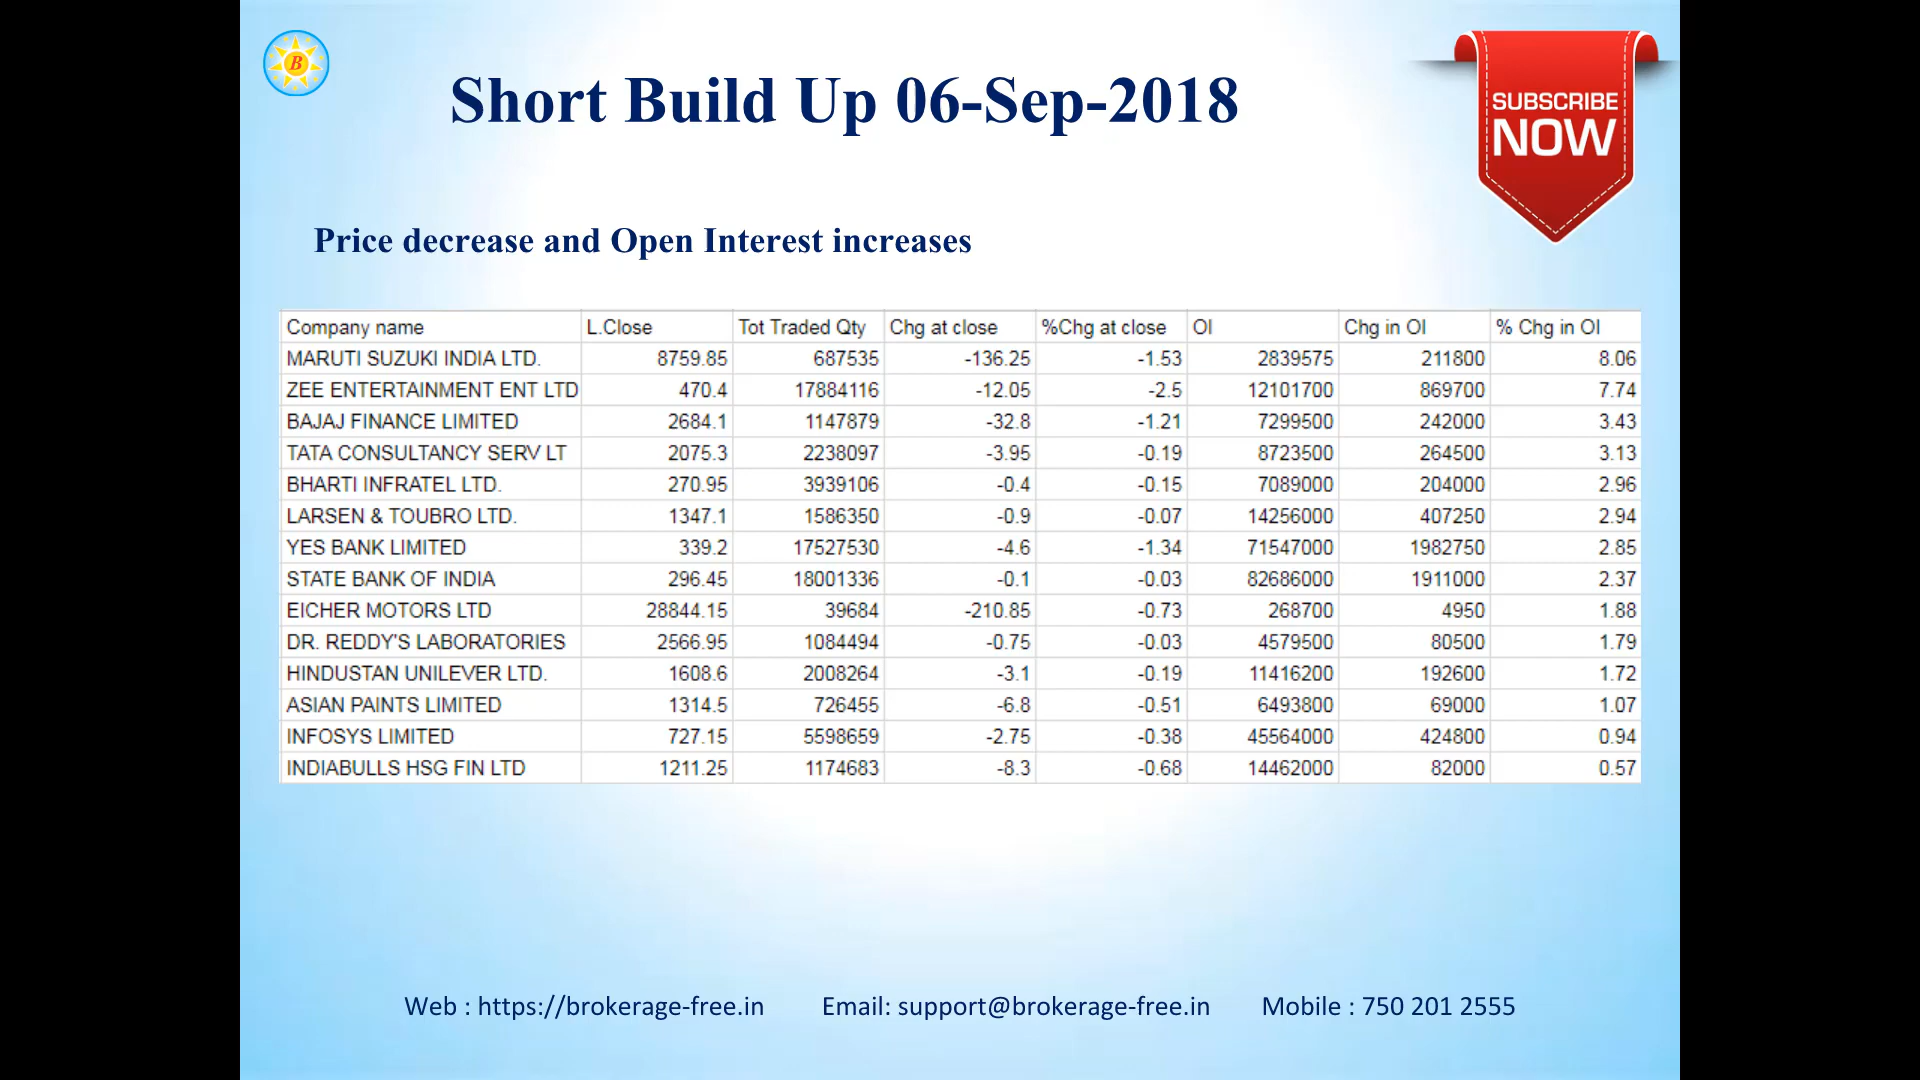 B
Short Build Up 06-Sep-2018
SUBSCRIBE
NOW
Price decrease and Open Interest increases
Company name L.Close Tot Traded Qty Chg at close %Chg at close OI Chg in OI % Chg in OI
MARUTI SUZUKI INDIA LTD. 8759.85 687535 -136.25 -1.53 2839575 211800 8.06
ZEE ENTERTAINMENT ENT LTD 470.4 17884116 -12.05 -2.5 12101700 869700 7.74
BAJAJ FINANCE LIMITED 2684.1 1147879 -32.8 -1.21 7299500 242000 3.43
TATA CONSULTANCY SERV LT 2075.3 2238097 -3.95 -0.19 8723500 264500 3.13
BHARTI INFRATEL LTD. 270.95 3939106 -0.4 -0.15 7089000 204000 2.96
LARSEN & TOUBRO LTD. 1347.1 1586350 -0.9 -0.07 14256000 407250 2.94
YES BANK LIMITED 339.2 17527530 -4.6 -1.34 71547000 1982750 2.85
STATE BANK OF INDIA 296.45 18001336 -0.1 -0.03 82686000 1911000 2.37
EICHER MOTORS LTD 28844.15 39684 -210.85 -0.73 268700 4950 1.88
DR. REDDY'S LABORATORIES 2566.95 1084494 -0.75 -0.03 4579500 80500 1.79
HINDUSTAN UNILEVER LTD. 1608.6 2008264 -3.1 -0.19 11416200 192600 1.72
ASIAN PAINTS LIMITED 1314.5 726455 -6.8 -0.51 6493800 69000 1.07
INFOSYS LIMITED 727.15 5598659 -2.75 -0.38 45564000 424800 0.94
INDIABULLS HSG FIN LTD 1211.25 1174683 -8.3 -0.68 14462000 82000 0.57
Web : https://brokerage-free.in Email: support@brokerage-free.in Mobile : 750 201 2555